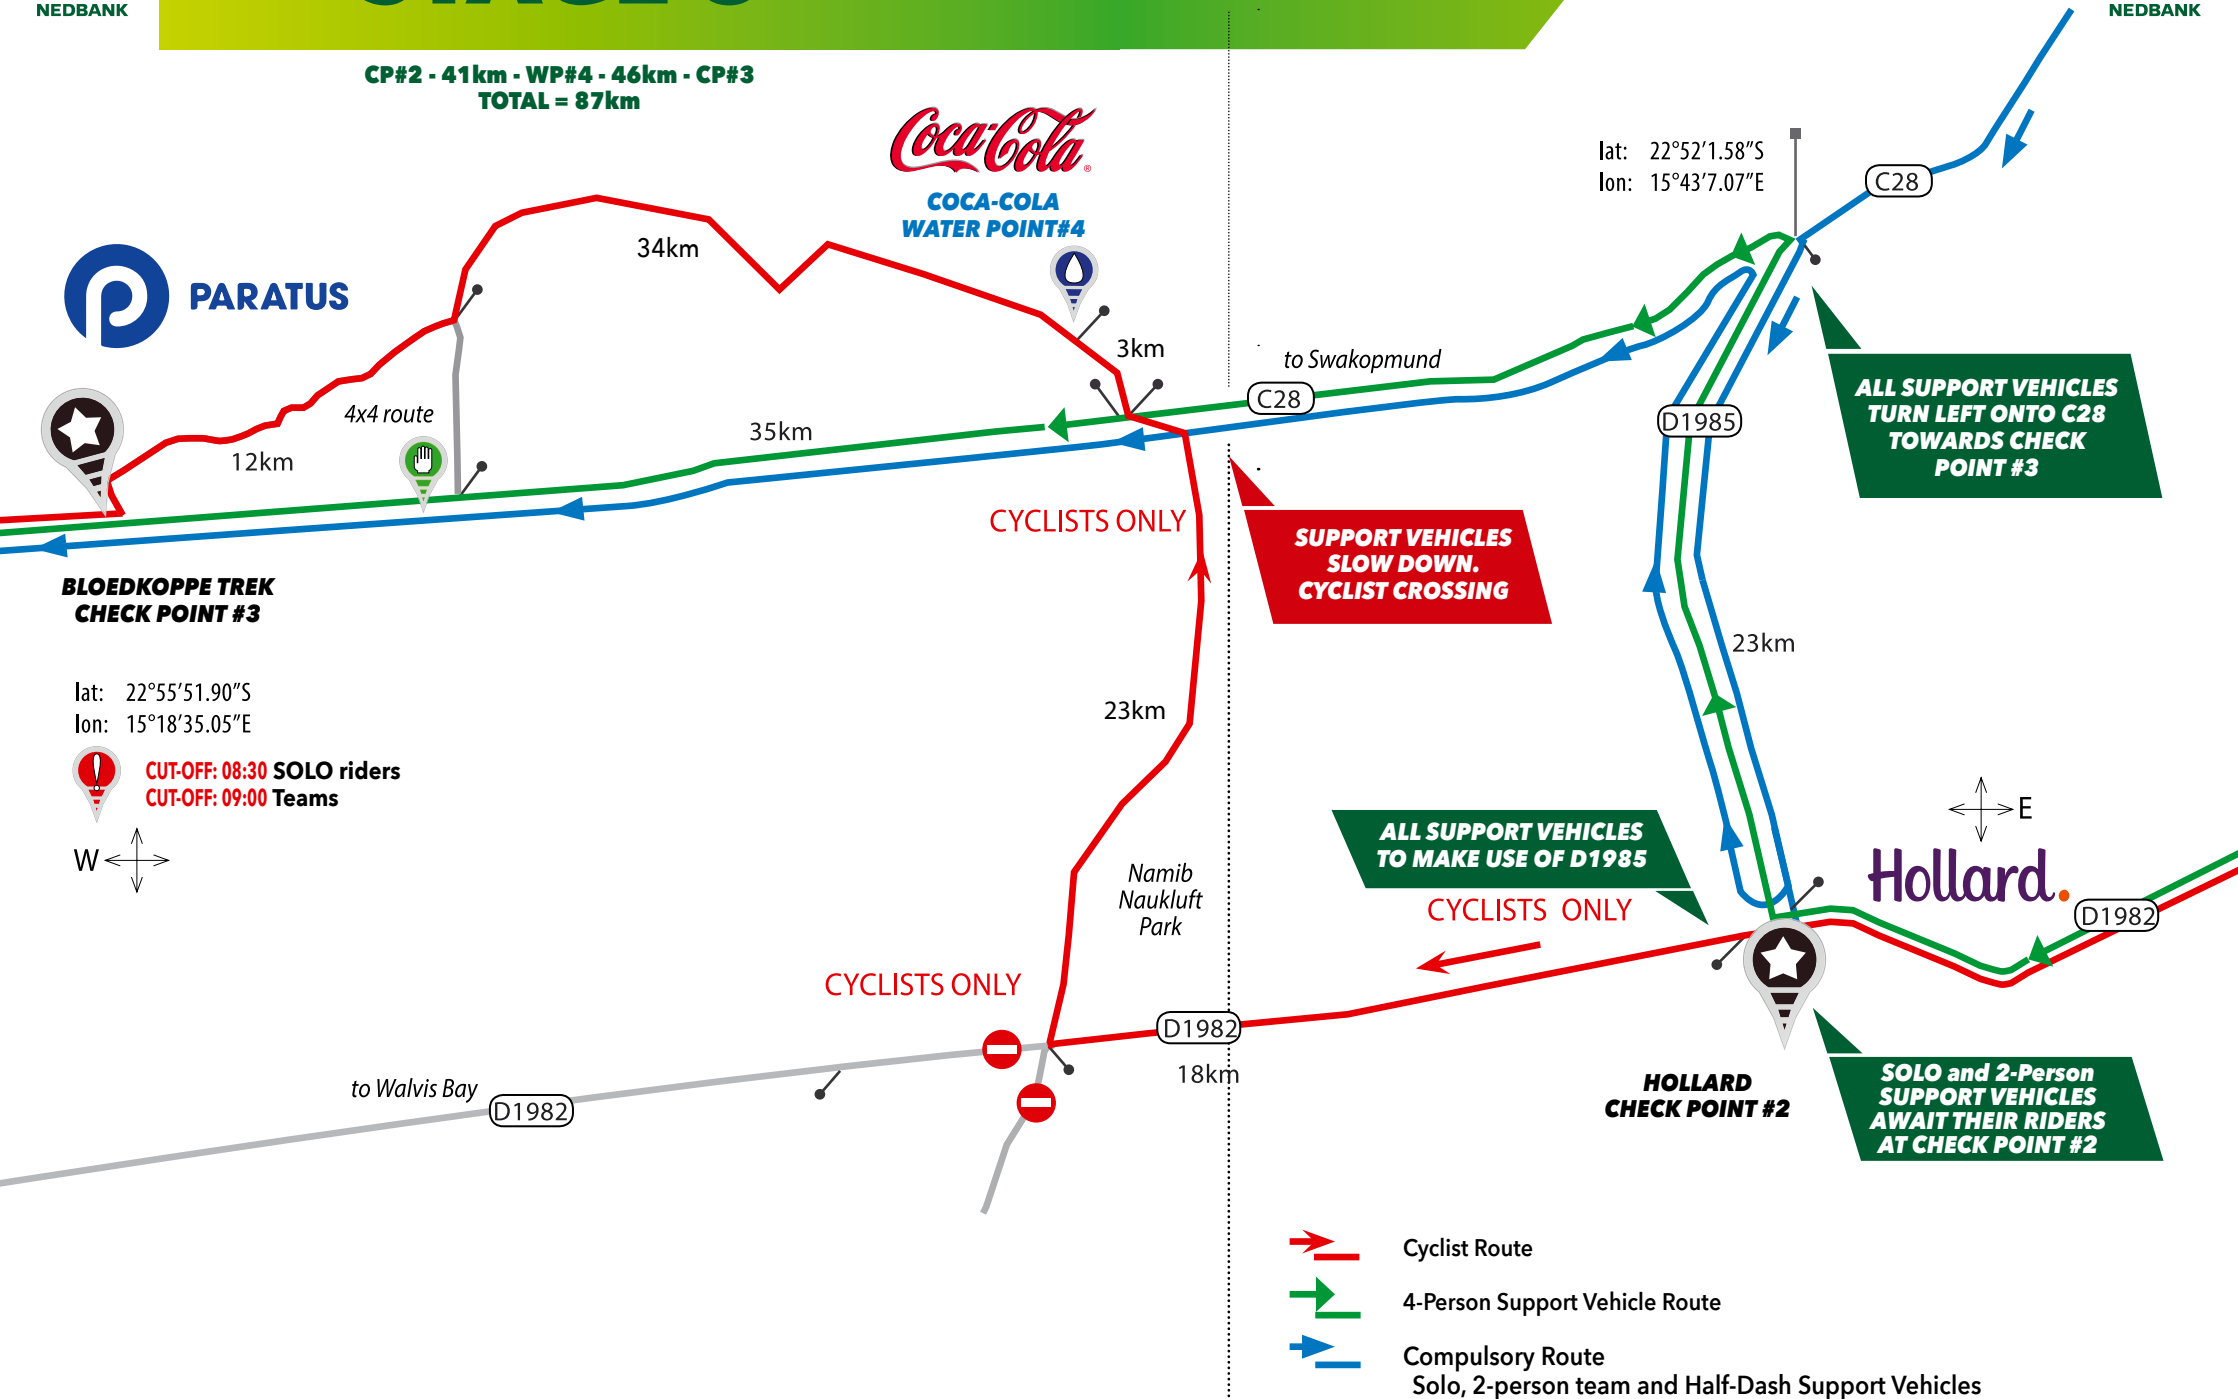 NEDBANK
NEDBANK
CP#2 - 41km - WP#4 - 46km - CP#3
TOTAL = 87km
Coca-Cola®
COCA-COLA
WATER POINT#4
lat: 22°52'1.58"S
lon: 15°43'7.07"E
C28
34km
PARATUS
3km
to Swakopmund
C28
4x4 route
35km
12km
D1985
ALL SUPPORT VEHICLES
TURN LEFT ONTO C28
TOWARDS CHECK
POINT #3
CYCLISTS ONLY
SUPPORT VEHICLES
SLOW DOWN.
CYCLIST CROSSING
BLOEDKOPPE TREK
CHECK POINT #3
23km
lat: 22°55'51.90"S
lon: 15°18'35.05"E
23km
CUT-OFF: 08:30 SOLO riders
CUT-OFF: 09:00 Teams
W
E
ALL SUPPORT VEHICLES
TO MAKE USE OF D1985
Hollard.
Namib
Naukluft
Park
CYCLISTS ONLY
D1982
CYCLISTS ONLY
D1982
18km
to Walvis Bay
D1982
HOLLARD
CHECK POINT #2
SOLO and 2-Person
SUPPORT VEHICLES
AWAIT THEIR RIDERS
AT CHECK POINT #2
Cyclist Route
4-Person Support Vehicle Route
Compulsory Route
Solo, 2-person team and Half-Dash Support Vehicles